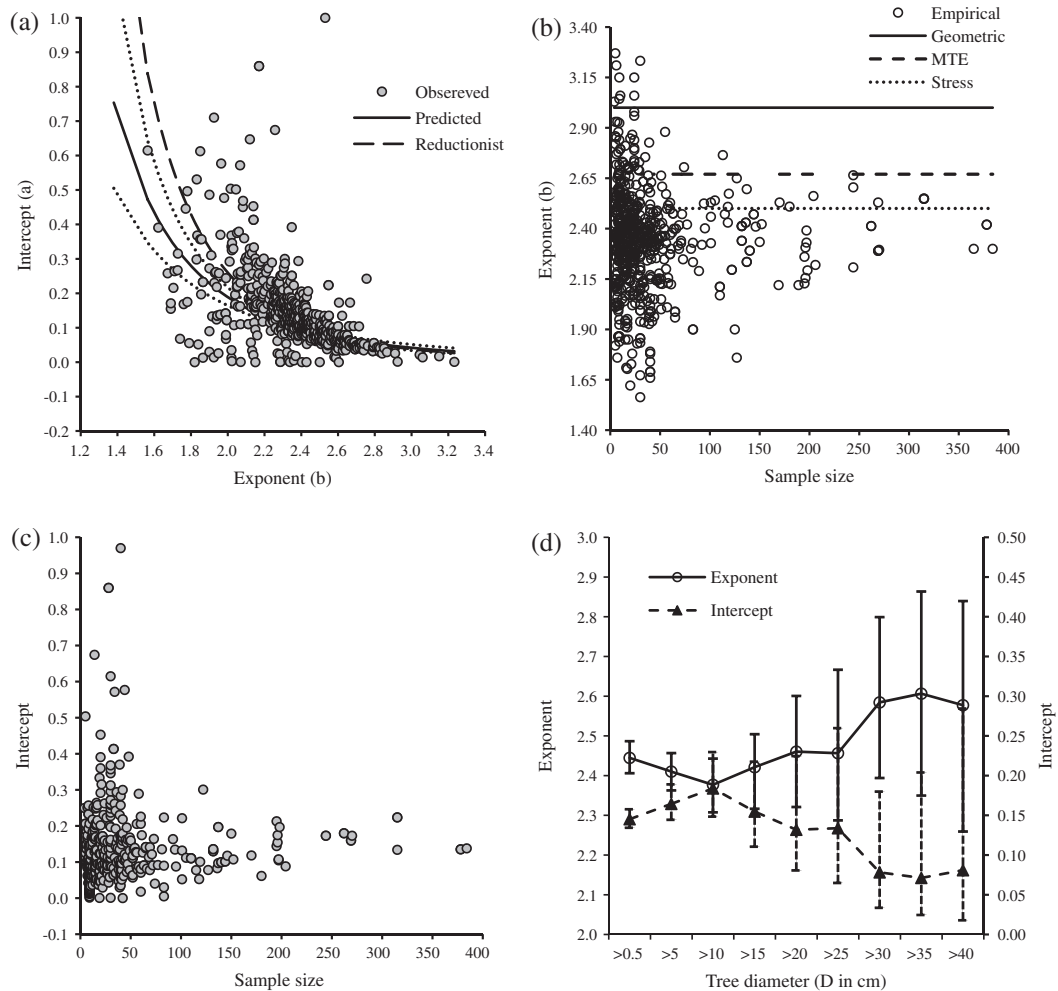 (a)
1.0
0.9
0.8
0.7
0.6
0.5
0.4
0.3
0.2
0.1
0.0
-0.1
-0.2
Intercept (a)
Obsereved
Predicted
Reductionist
1.2 1.4 1.6 1.8 2.0 2.2 2.4 2.6 2.8 3.0 3.2 3.4
Exponent (b)
(b)
Empirical
Geometric
MTE
Stress
3.40
3.15
2.90
2.65
2.40
2.15
1.90
1.65
1.40
Exponent (b)
0 50 100 150 200 250 300 350 400
Sample size
(c)
1.0
0.9
0.8
0.7
0.6
0.5
0.4
0.3
0.2
0.1
0.0
-0.1
Intercept
0 50 100 150 200 250 300 350 400
Sample size
(d)
3.0
2.9
2.8
2.7
2.6
2.5
2.4
2.3
2.2
2.1
2.0
Exponent
Exponent
Intercept
0.50
0.45
0.40
0.35
0.30
0.25
0.20
0.15
0.10
0.05
0.00
Intercept
>0.5 >5 >10 >15 >20 >25 >30 >35 >40
Tree diameter (D in cm)